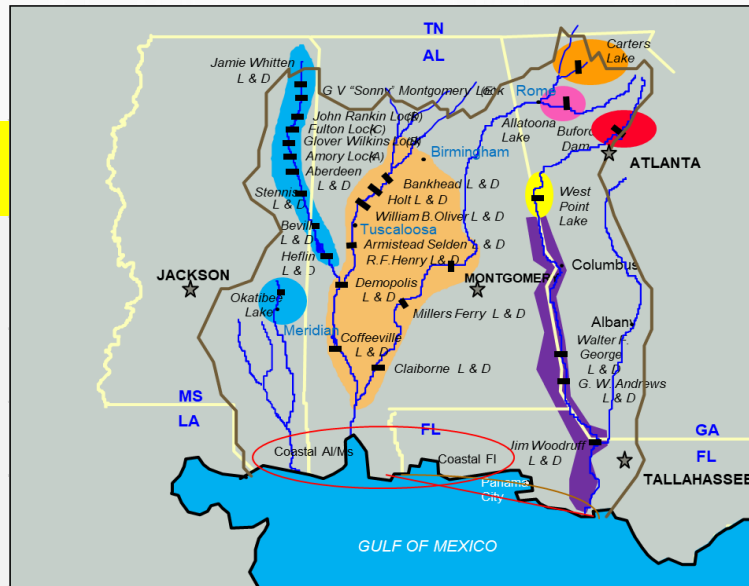 TN
AL
Carters
Lake
Jamie Whitten
L & D
G V "Sonny" Montgomery Lock
Rome
John Rankin Lock
Fulton Lock(C)
Glover Wilkins Lock(B)
Amory Lock(A)
Aberdeen
L & D
Allatoona
Lake
Buford
Dam
ATLANTA
Birmingham
Bankhead L & D
Holt L & D
William B.Oliver L & D
Stennis
L & D
West
Point
Lake
Tuscaloosa
Bevill
L & D
Armistead Selden L & D
R.F.Henry L & D
Heflin
L & D
JACKSON
Demopolis
L & D
MONTGOMERY
Columbus
Okatibee
Lake
Meridian
Millers Ferry L & D
Albany
Coffeeville
L & D
Walter F.
George
L & D
G. W. Andrews
L & D
Claiborne L & D
MS
LA
FL
GA
FL
Jim Woodruff
L & D
Coastal Al/Ms
Coastal Fl
TALLAHASSEE
Panama
City
GULF OF MEXICO